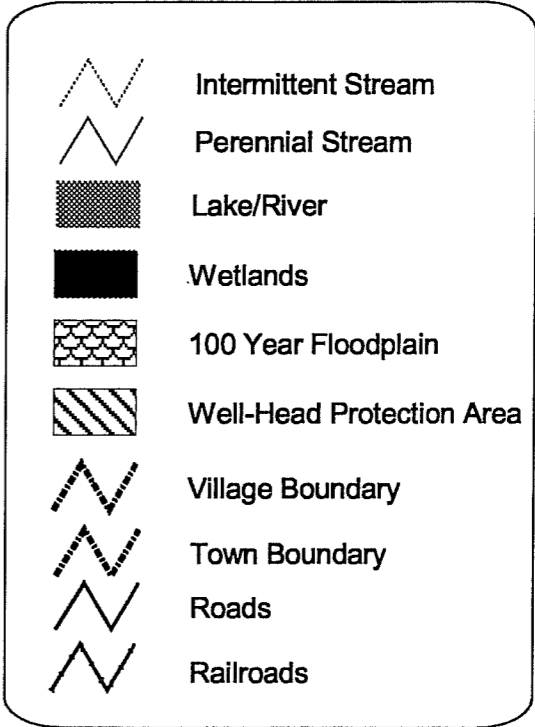 Intermittent Stream
Perennial Stream
Lake/River
Wetlands
100 Year Floodplain
Well-Head Protection Area
Village Boundary
Town Boundary
Roads
Railroads